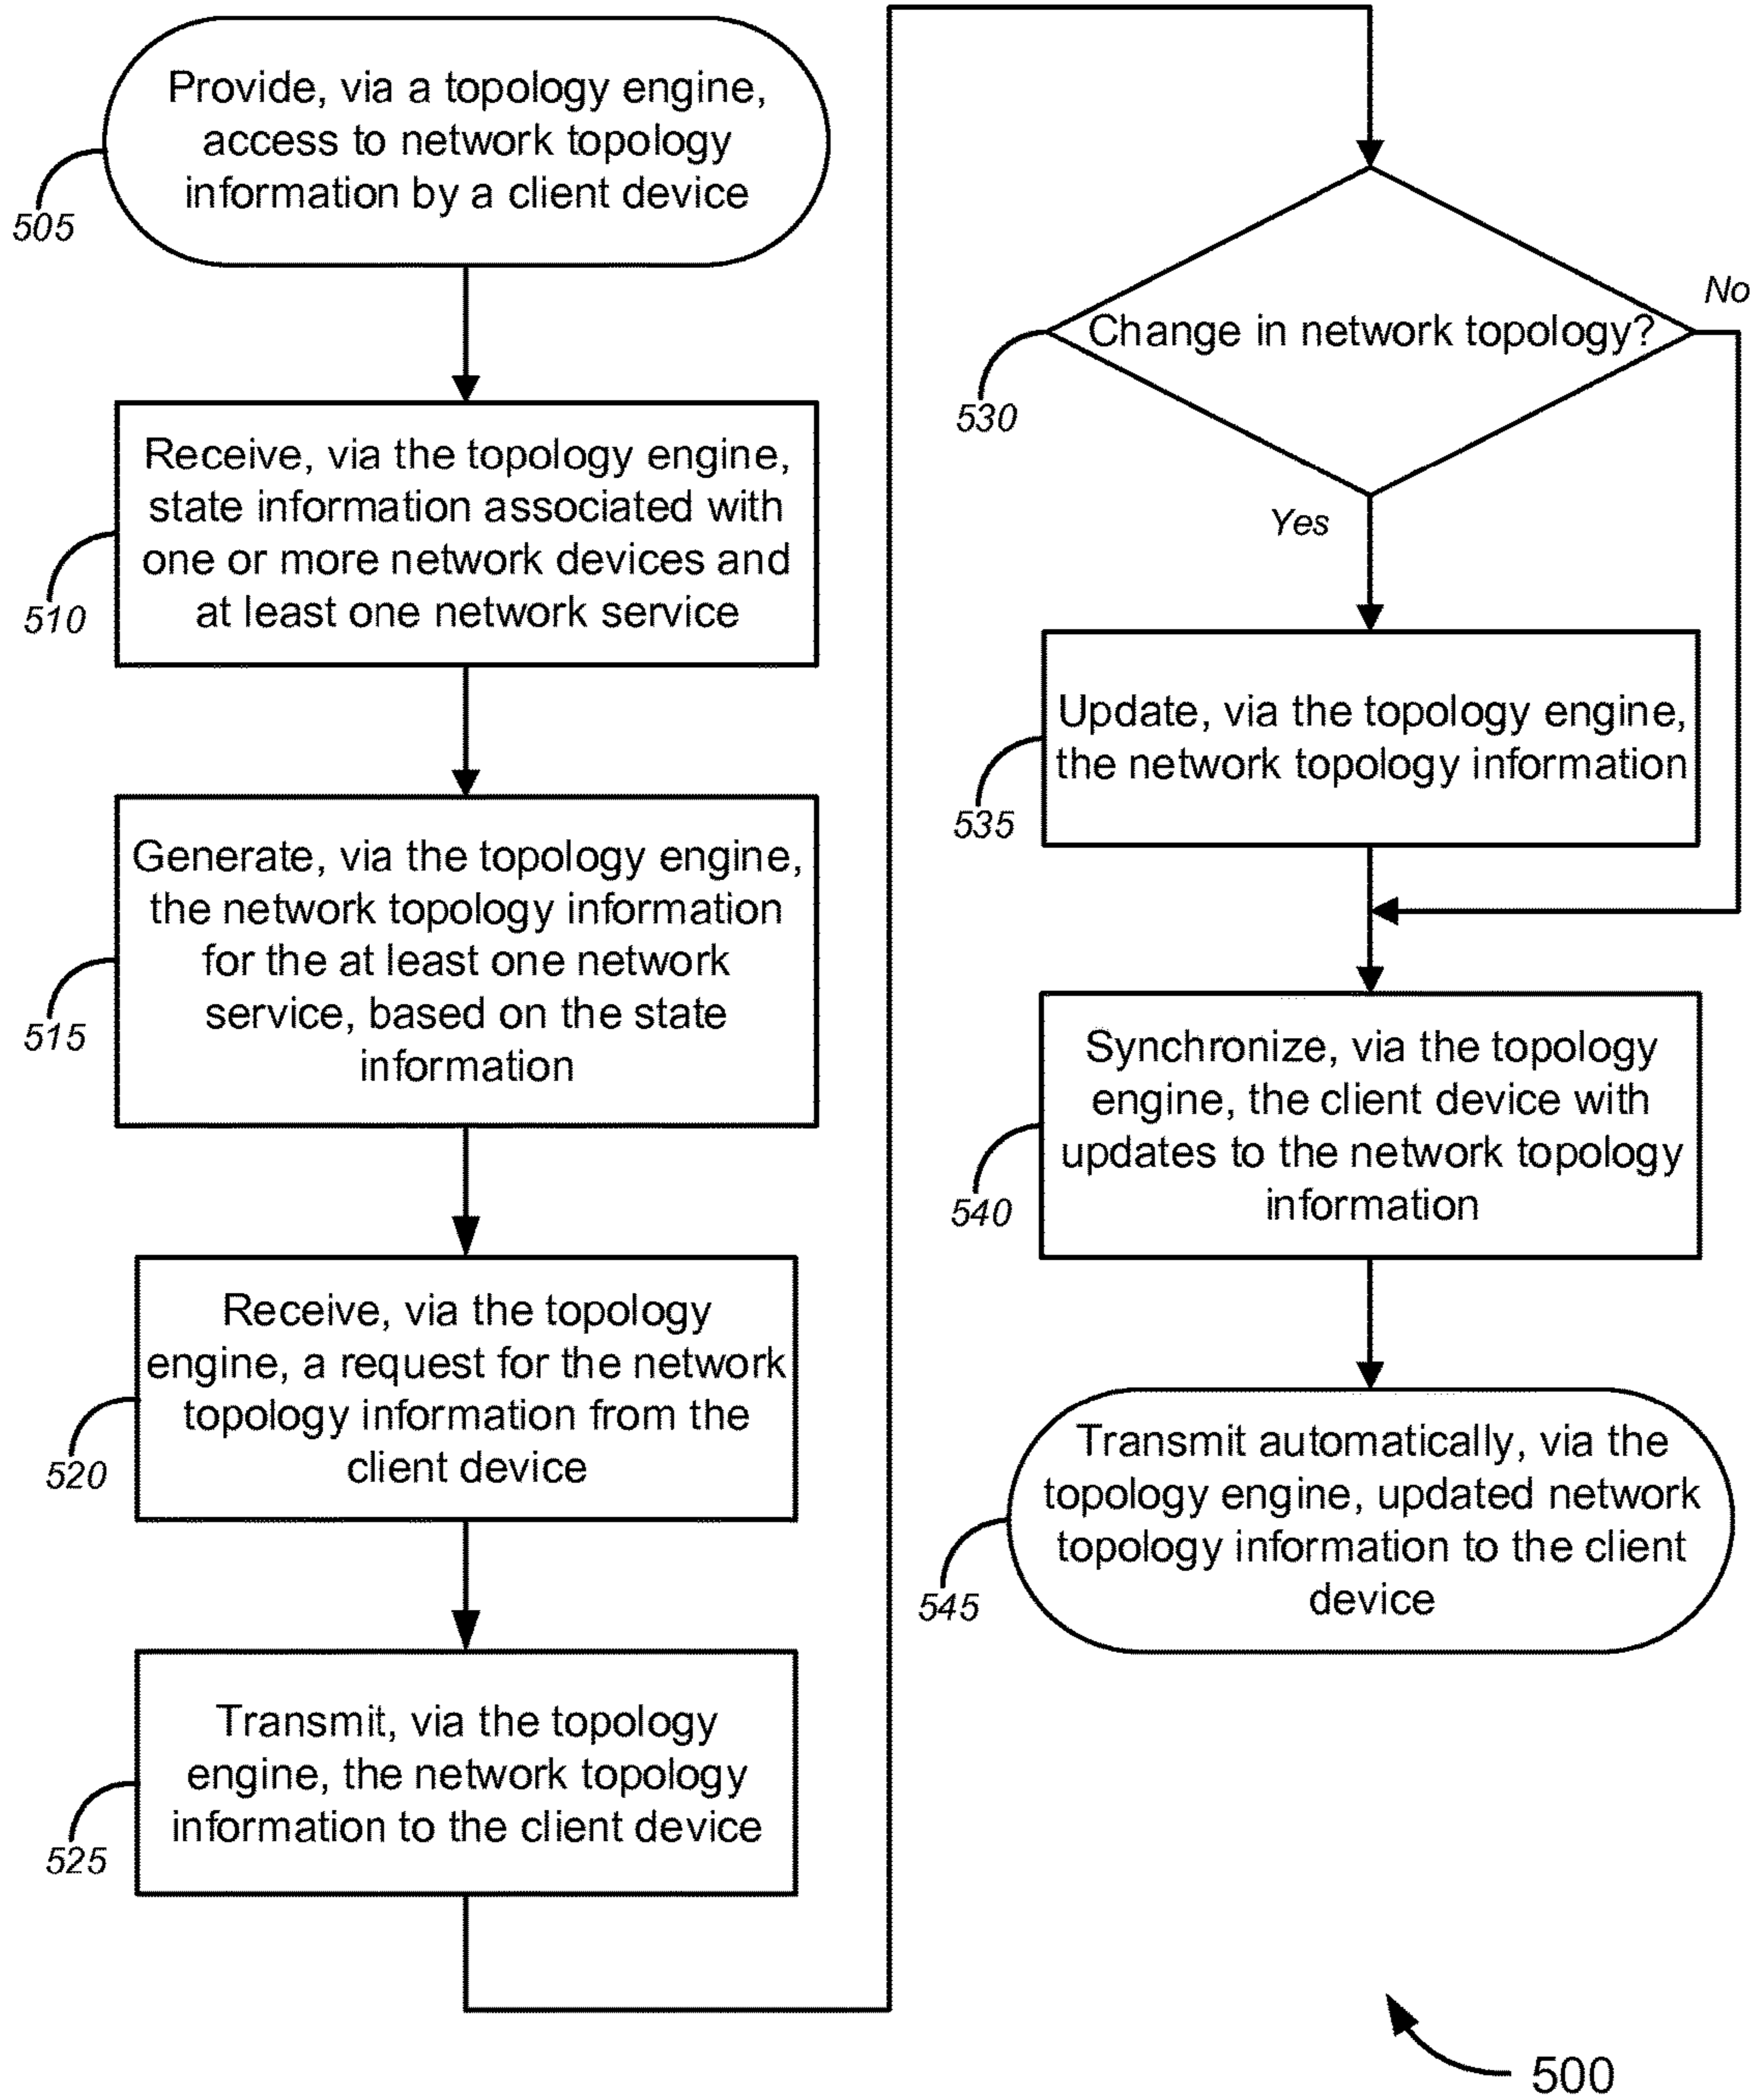 Provide, via a topology engine,
access to network topology
information by a client device
505
Receive, via the topology engine,
state information associated with
one or more network devices and
at least one network service
510
Generate, via the topology engine,
the network topology information
for the at least one network
service, based on the state
information
515
Receive, via the topology
engine, a request for the network
topology information from the
client device
520
Transmit, via the topology
engine, the network topology
information to the client device
525
Change in network topology?
No
530
Yes
Update, via the topology engine,
the network topology information
535
Synchronize, via the topology
engine, the client device with
updates to the network topology
information
540
Transmit automatically, via the
topology engine, updated network
topology information to the client
device
545
500